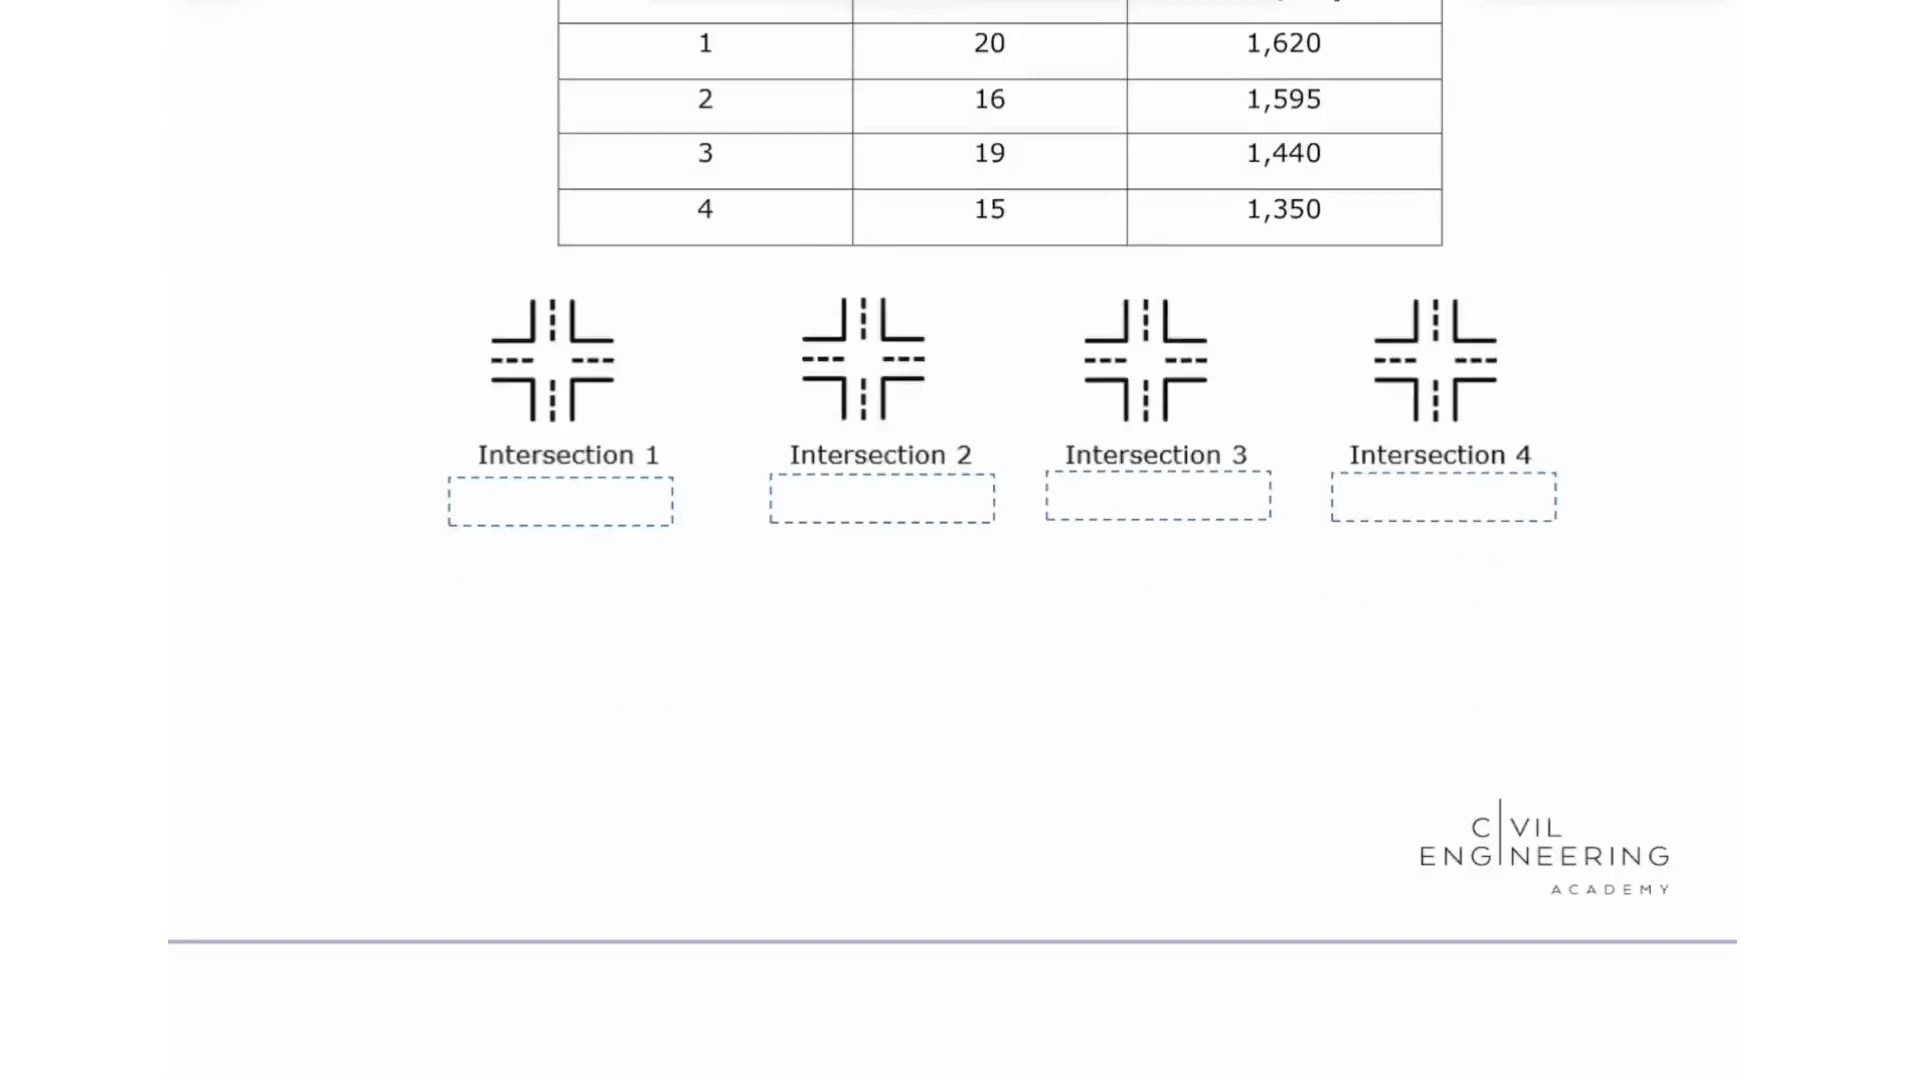 1 20 1,620
2 16 1,595
3 19 1,440
4 15 1,350
Intersection 1 Intersection 2 Intersection 3 Intersection 4
CIVIL
ENGINEERING
ACADEMY